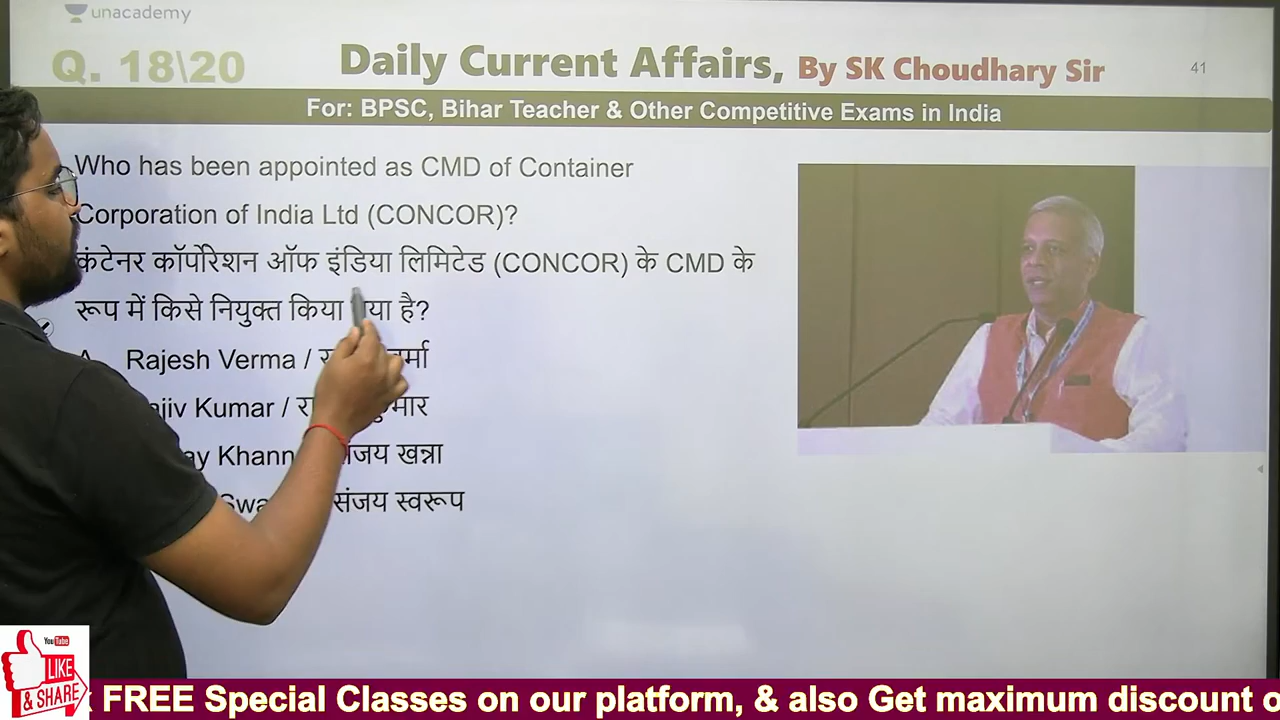 unacademy
Q. 18\20
Daily Current Affairs, By SK Choudhary Sir
41
For: BPSC, Bihar Teacher & Other Competitive Exams in India
Who has been appointed as CMD of Container
Corporation of India Ltd (CONCOR)?
कंटेनर कॉर्पोरेशन ऑफ इंडिया लिमिटेड (CONCOR) के CMD के
रूप में किसे नियुक्त किया है?
Rajesh Verma /
Kumar /
खन्ना
संजय स्वरूप
YouTube
LIKE
& SHARE
FREE Special Classes on our platform, & also Get maximum discount